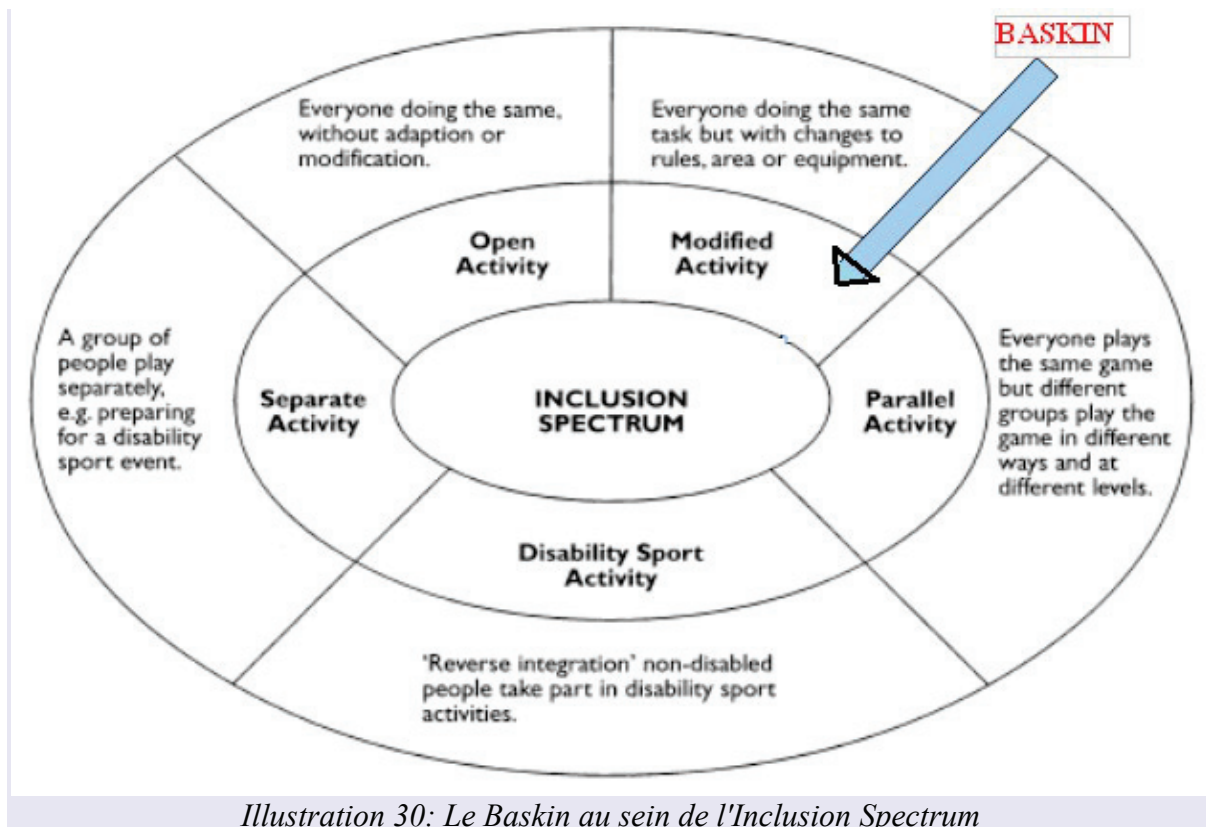 BASKIN
Everyone doing the same,
without adaption or
modification.
Everyone doing the same
task but with changes to
rules, area or equipment.
Open
Activity
Modified
Activity
A group of
people play
separately,
e.g. preparing
for a disability
sport event.
Separate
Activity
INCLUSION
SPECTRUM
Parallel
Activity
Everyone plays
the same game
but different
groups play the
game in different
ways and at
different levels.
Disability Sport
Activity
'Reverse integration' non-disabled
people take part in disability sport
activities.
Illustration 30: Le Baskin au sein de l'Inclusion Spectrum